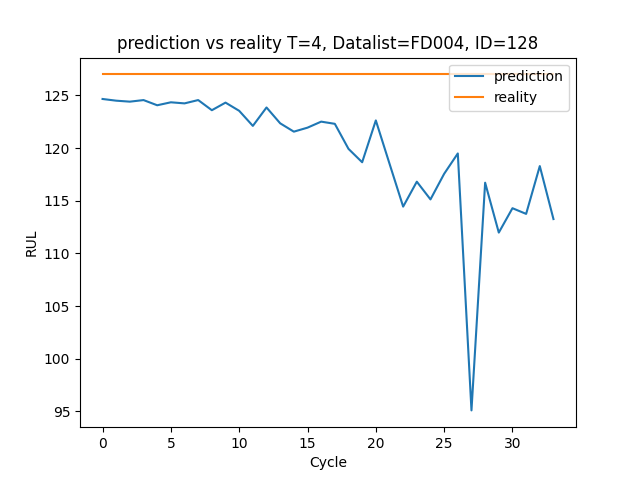 prediction vs reality T=4, Datalist=FD004, ID=128
prediction
reality
125
120
115
110
105
100
95
RUL
0 5 10 15 20 25 30
Cycle